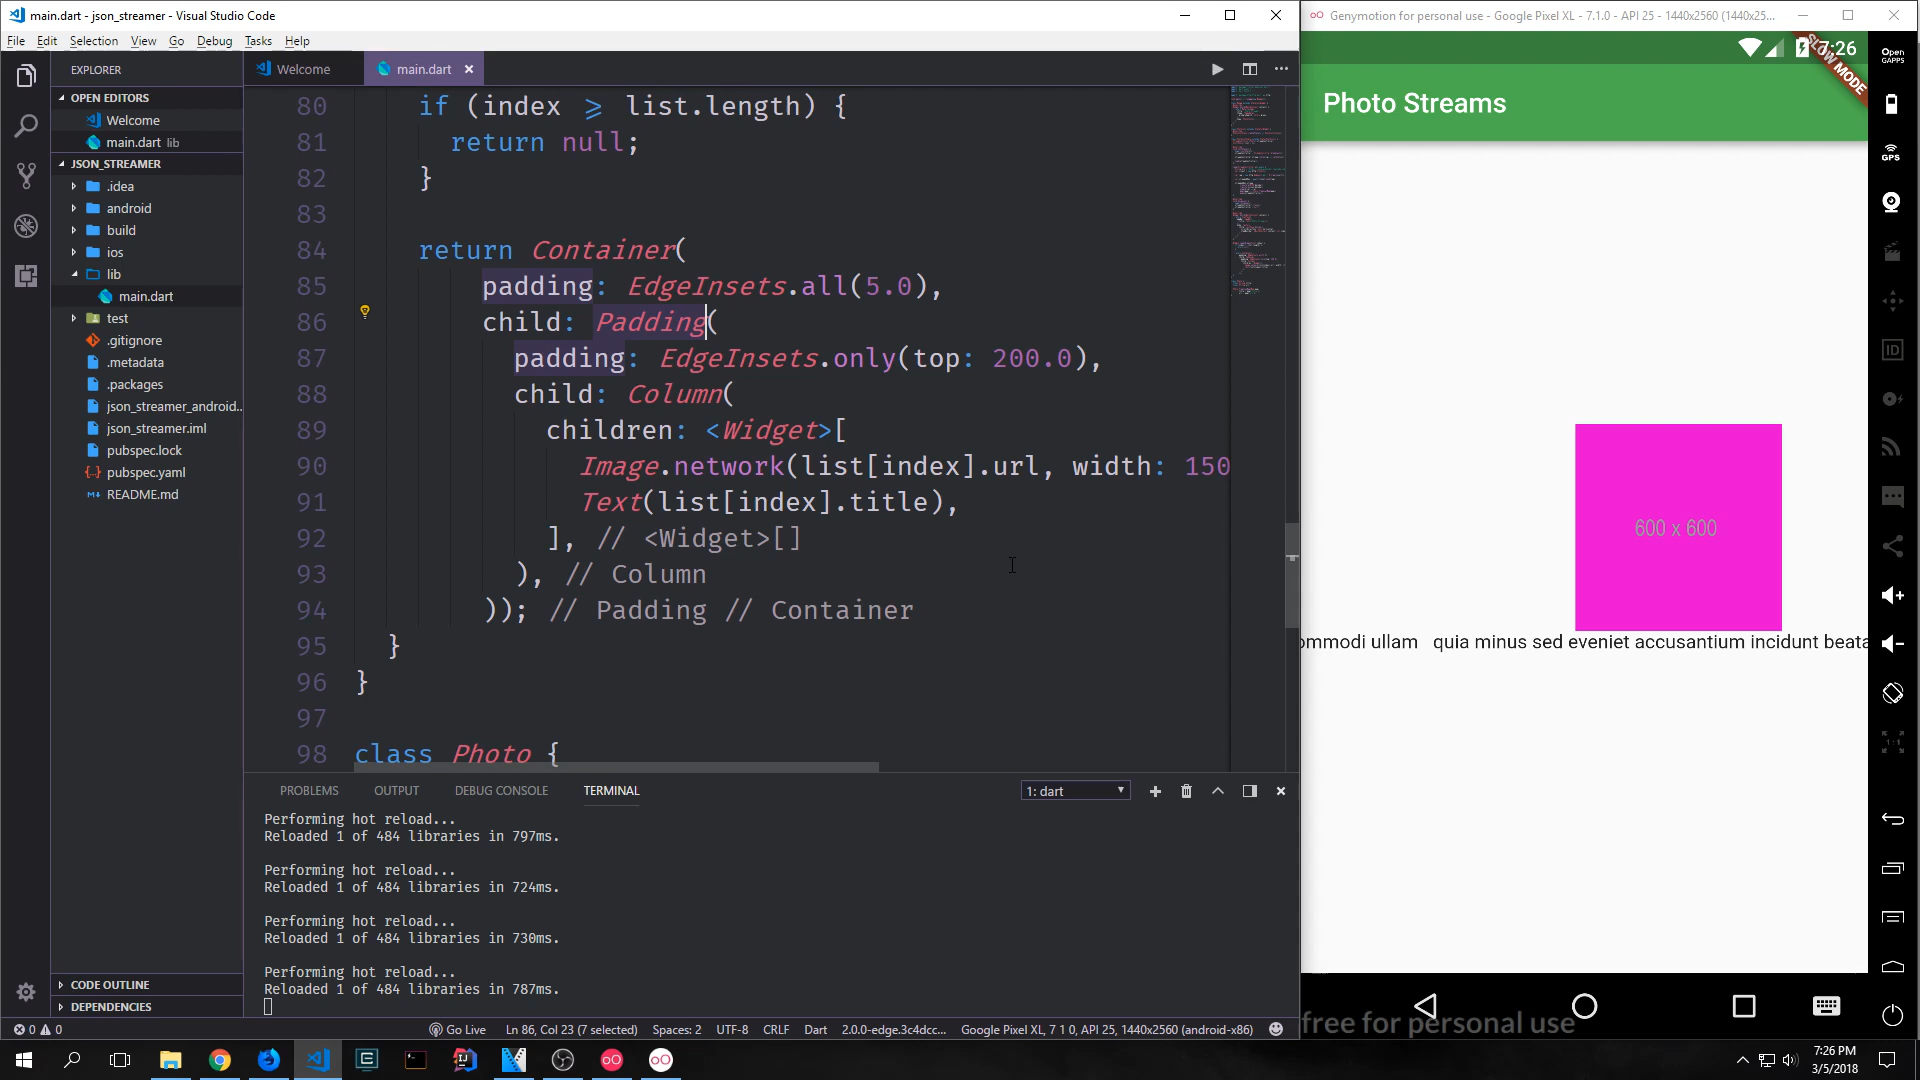 main.dart - json_streamer - Visual Studio Code
File Edit Selection View Go Debug Tasks Help
EXPLORER
OPEN EDITORS
Welcome
main.dart lib
JSON_STREAMER
.idea
android
build
ios
lib
main.dart
test
.gitignore
.metadata
.packages
json_streamer_android..
json_streamer.iml
pubspec.lock
pubspec.yaml
README.md
CODE OUTLINE
DEPENDENCIES
Welcome
main.dart
80 if (index ⩾ list.length) {
81 return null;
82 }
83
84 return Container(
85 padding: EdgeInsets.all(5.0),
86 child: Padding(
87 padding: EdgeInsets.only(top: 200.0),
88 child: Column(
89 children: <Widget>[
90 Image.network(list[index].url, width: 150
91 Text(list[index].title),
92 ], // <Widget>[]
93 ), // Column
94 )); // Padding // Container
95 }
96 }
97
98 class Photo {
PROBLEMS OUTPUT DEBUG CONSOLE TERMINAL
1: dart
Performing hot reload...
Reloaded 1 of 484 libraries in 797ms.
Performing hot reload...
Reloaded 1 of 484 libraries in 724ms.
Performing hot reload...
Reloaded 1 of 484 libraries in 730ms.
Performing hot reload...
Reloaded 1 of 484 libraries in 787ms.
0 0 Go Live Ln 86, Col 23 (7 selected) Spaces: 2 UTF-8 CRLF Dart 2.0.0-edge.3c4dcc... Google Pixel XL, 7 1 0, API 25, 1440x2560 (android-x86)
Genymotion for personal use - Google Pixel XL - 7.1.0 - API 25 - 1440x2560 (1440x25...
7:26
SLOW MODE
Photo Streams
600 x 600
ommodi ullam quia minus sed eveniet accusantium incidunt beata
free for personal use
Open
GAPPS
GPS
ID
1:1
7:26 PM
3/5/2018